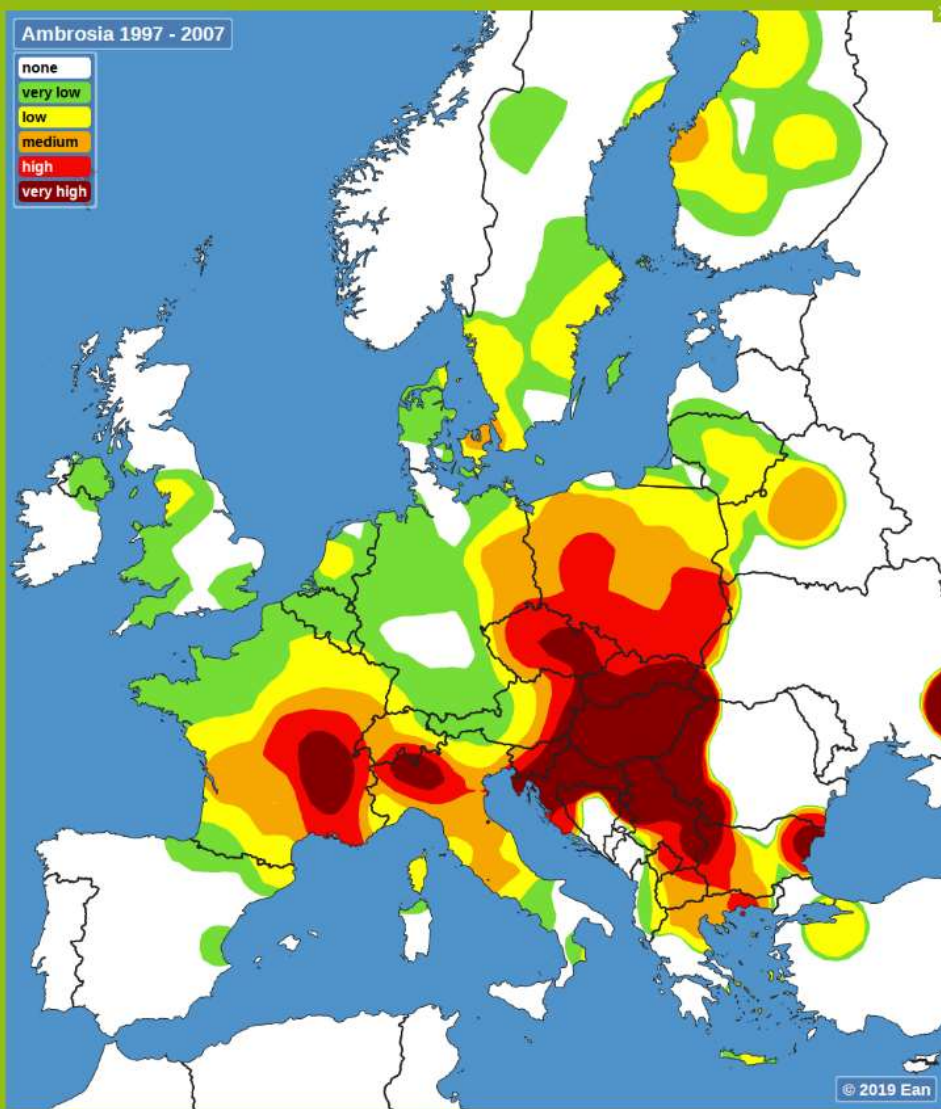 Ambrosia 1997 - 2007
none
very low
low
medium
high
very high
© 2019 Ean